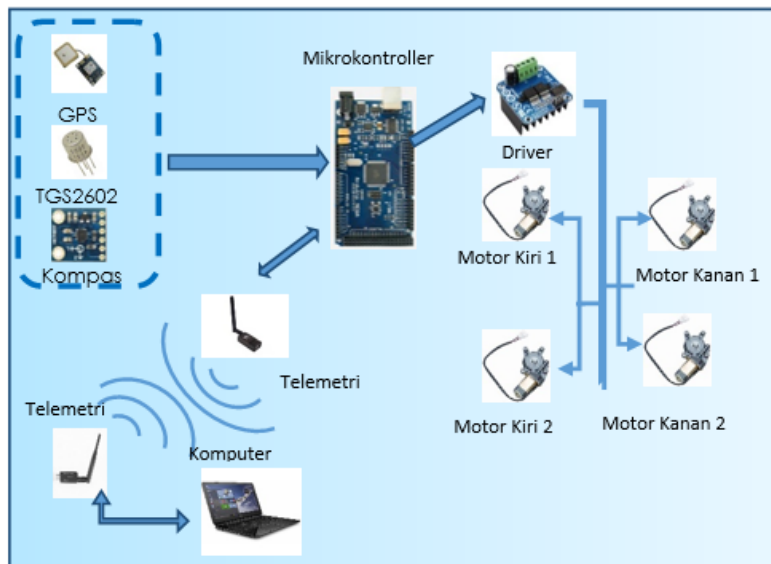 GPS
TGS2602
Kompas
Mikrokontroller
Driver
Motor Kiri 1
Motor Kanan 1
Motor Kiri 2
Motor Kanan 2
Telemetri
Telemetri
Komputer